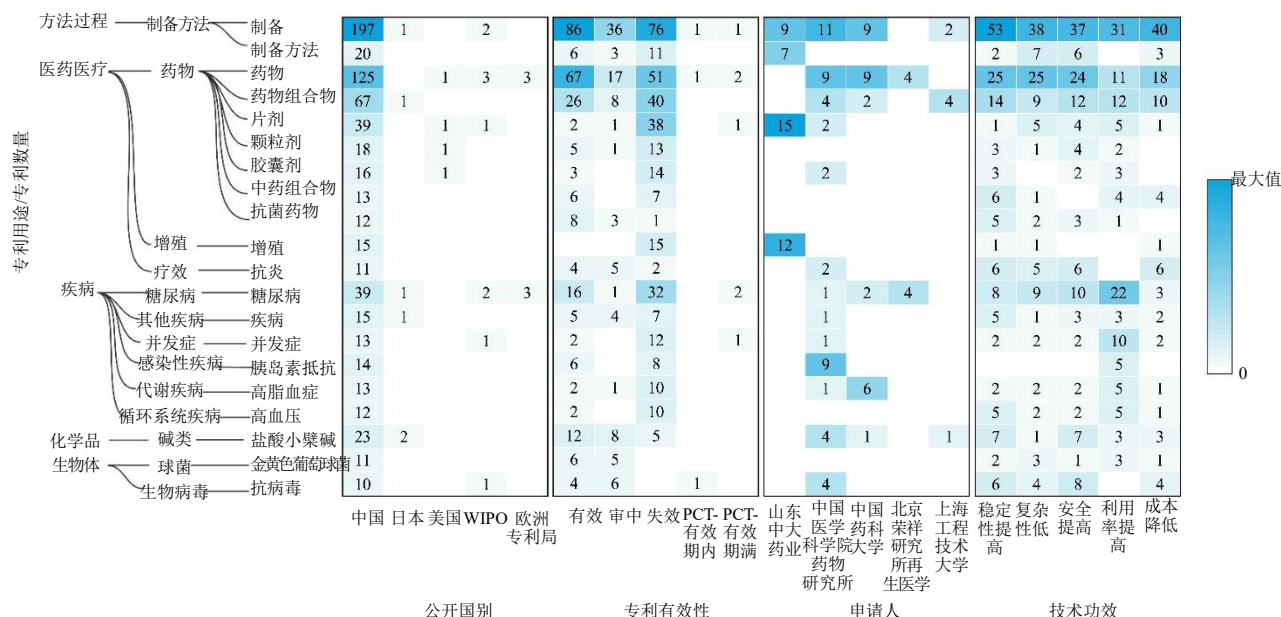 方法过程 制备方法 制备 197 1 2 86 36 76 1 1 9 11 9 2 53 38 37 31 40
制备方法 20 6 3 11 7 2 7 6 3
医药医疗 药物 药物 125 1 3 3 67 17 51 1 2 9 9 4 25 25 24 11 18
药物组合物 67 1 26 8 40 4 2 4 14 9 12 12 10
片剂 39 1 1 2 1 38 1 15 2 1 5 4 5 1
颗粒剂 18 1 5 1 13 3 1 4 2
胶囊剂 16 1 3 14 2 3 2 3
中药组合物 13 6 7 6 1 4 4
抗菌药物 12 8 3 1 5 2 3 1
增殖 增殖 15 15 12 1 1 1
疗效 抗炎 11 4 5 2 2 6 5 6 6
疾病 糖尿病 糖尿病 39 1 2 3 16 1 32 2 1 2 4 8 9 10 22 3
其他疾病 疾病 15 1 5 4 7 1 5 1 3 3 2
并发症 并发症 13 1 2 12 1 1 2 2 2 10 2
感染性疾病 胰岛素抵抗 14 6 8 9 5
代谢疾病 高脂血症 13 2 1 10 1 6 2 2 2 5 1
循环系统疾病 高血压 12 2 10 5 2 2 5 1
化学品 碱类 盐酸小檗碱 23 2 12 8 5 4 1 1 7 1 7 3 3
生物体 球菌 金黄色葡萄球菌 11 6 5 2 3 1 3 1
生物病毒 抗病毒 10 1 4 6 1 4 6 4 8 4
专利用途/专利数量
最大值
0
中国 日本 美国 WIPO 欧洲专利局
有效 审中 失效 PCT-有效期内 PCT-有效期满
山东中大药业 中国医学科学院药物研究所 中国药科大学 北京荣祥研究所再生医学 上海工程技术大学
稳定性提高 复杂性低 安全提高 利用率提高 成本降低
公开国别 专利有效性 申请人 技术功效